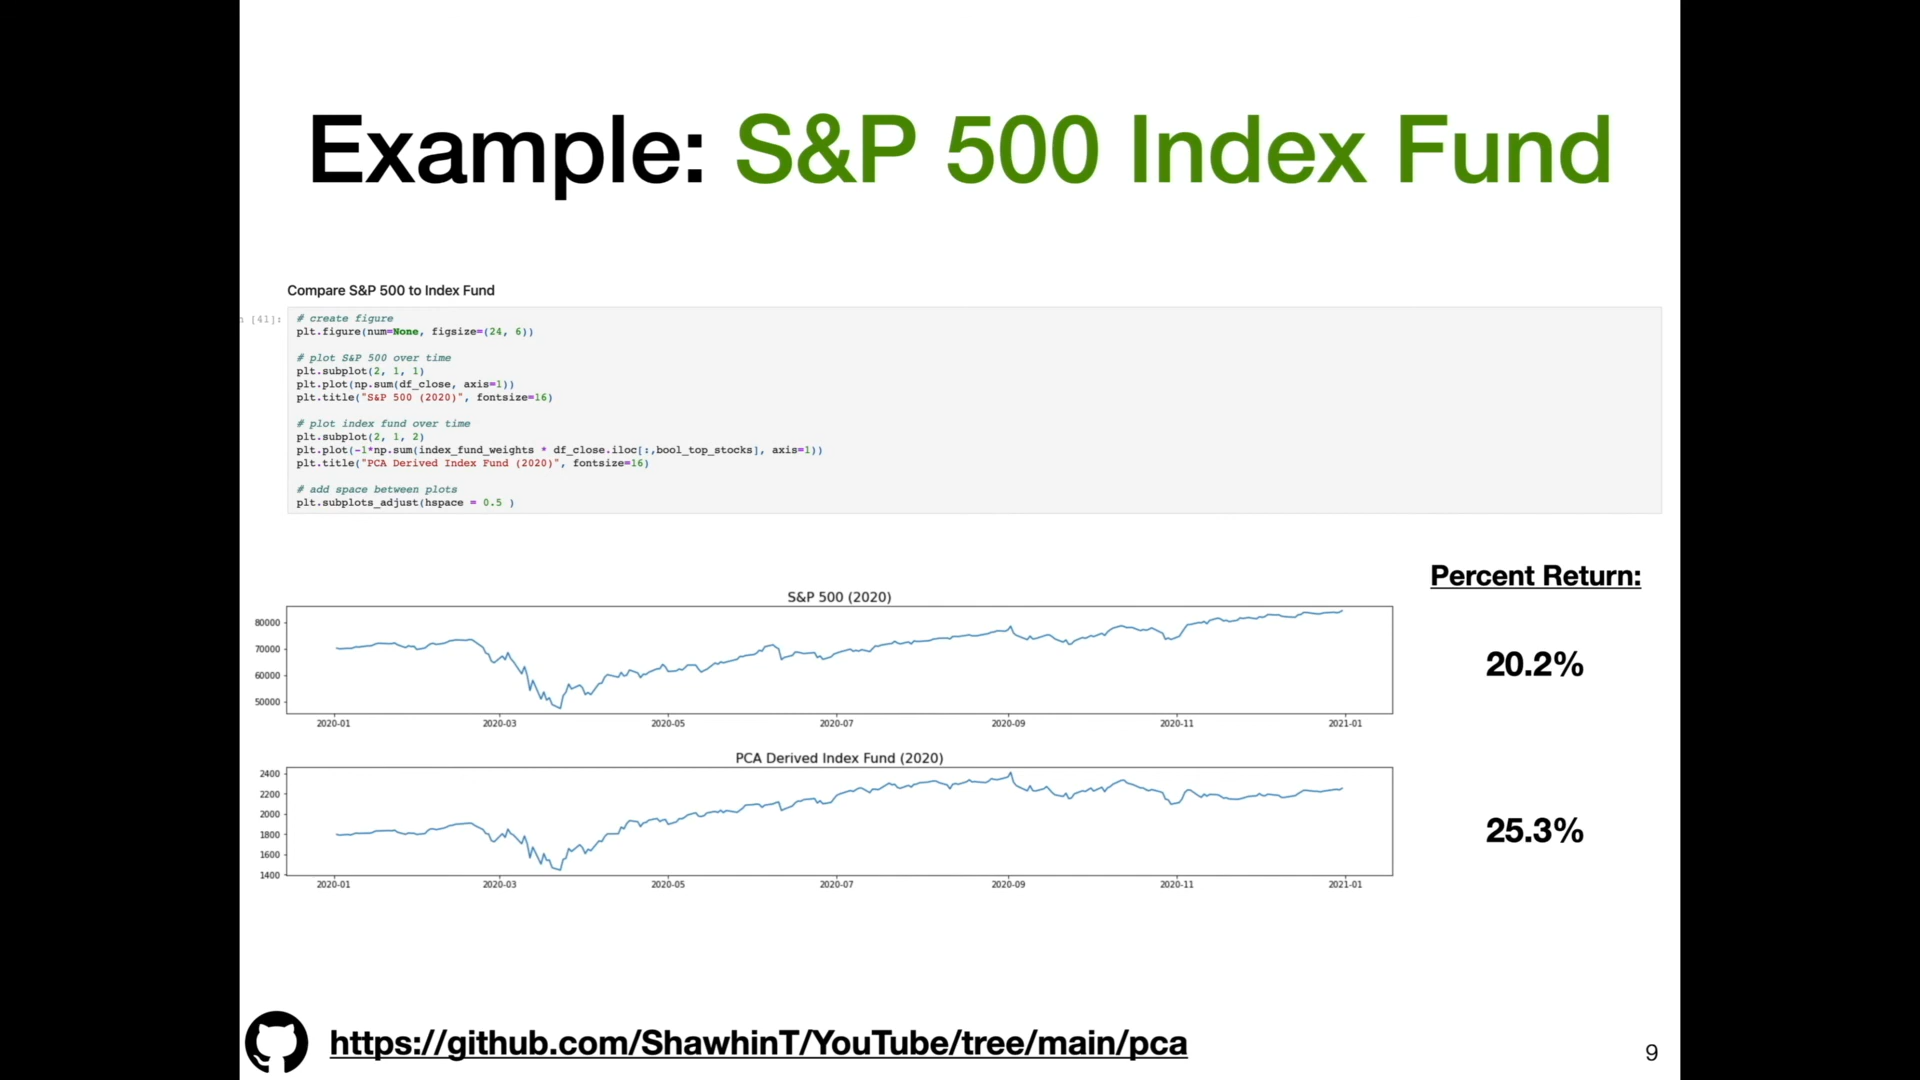 Example: S&P 500 Index Fund
Compare S&P 500 to Index Fund
n [41]:
# create figure
plt.figure(num=None, figsize=(24, 6))
# plot S&P 500 over time
plt.subplot(2, 1, 1)
plt.plot(np.sum(df_close, axis=1))
plt.title("S&P 500 (2020)", fontsize=16)
# plot index fund over time
plt.subplot(2, 1, 2)
plt.plot(-1*np.sum(index_fund_weights * df_close.iloc[:,bool_top_stocks], axis=1))
plt.title("PCA Derived Index Fund (2020)", fontsize=16)
# add space between plots
plt.subplots_adjust(hspace = 0.5 )
Percent Return:
S&P 500 (2020)
80000
70000
60000
50000
2020-01 2020-03 2020-05 2020-07 2020-09 2020-11 2021-01
20.2%
PCA Derived Index Fund (2020)
2400
2200
2000
1800
1600
1400
2020-01 2020-03 2020-05 2020-07 2020-09 2020-11 2021-01
25.3%
https://github.com/ShawhinT/YouTube/tree/main/pca
9